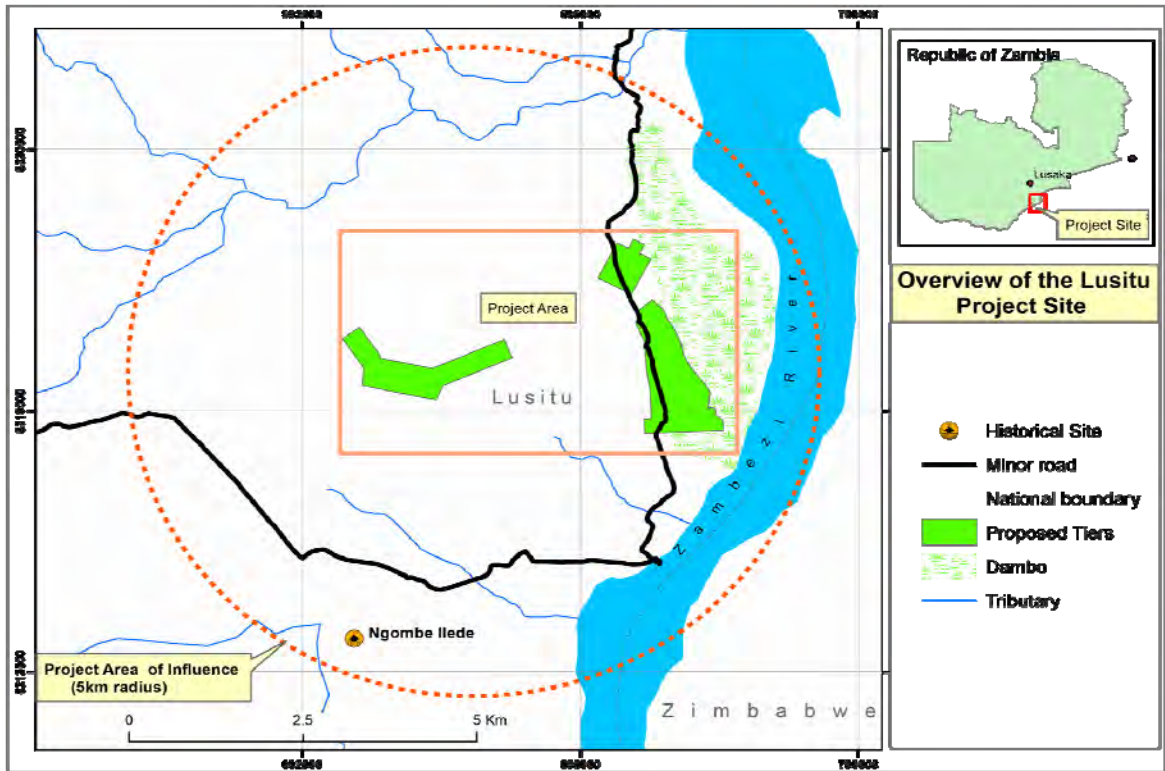 Republic of Zambia
Lusaka
Project Site
Overview of the Lusitu
Project Site
Project Area
Lusitu
Zambezi River
Ngombe Ilede
Project Area of Influence
(5km radius)
0 2.5 5 Km
Zimbabwe
Historical Site
Minor road
National boundary
Proposed Tiers
Dambo
Tributary